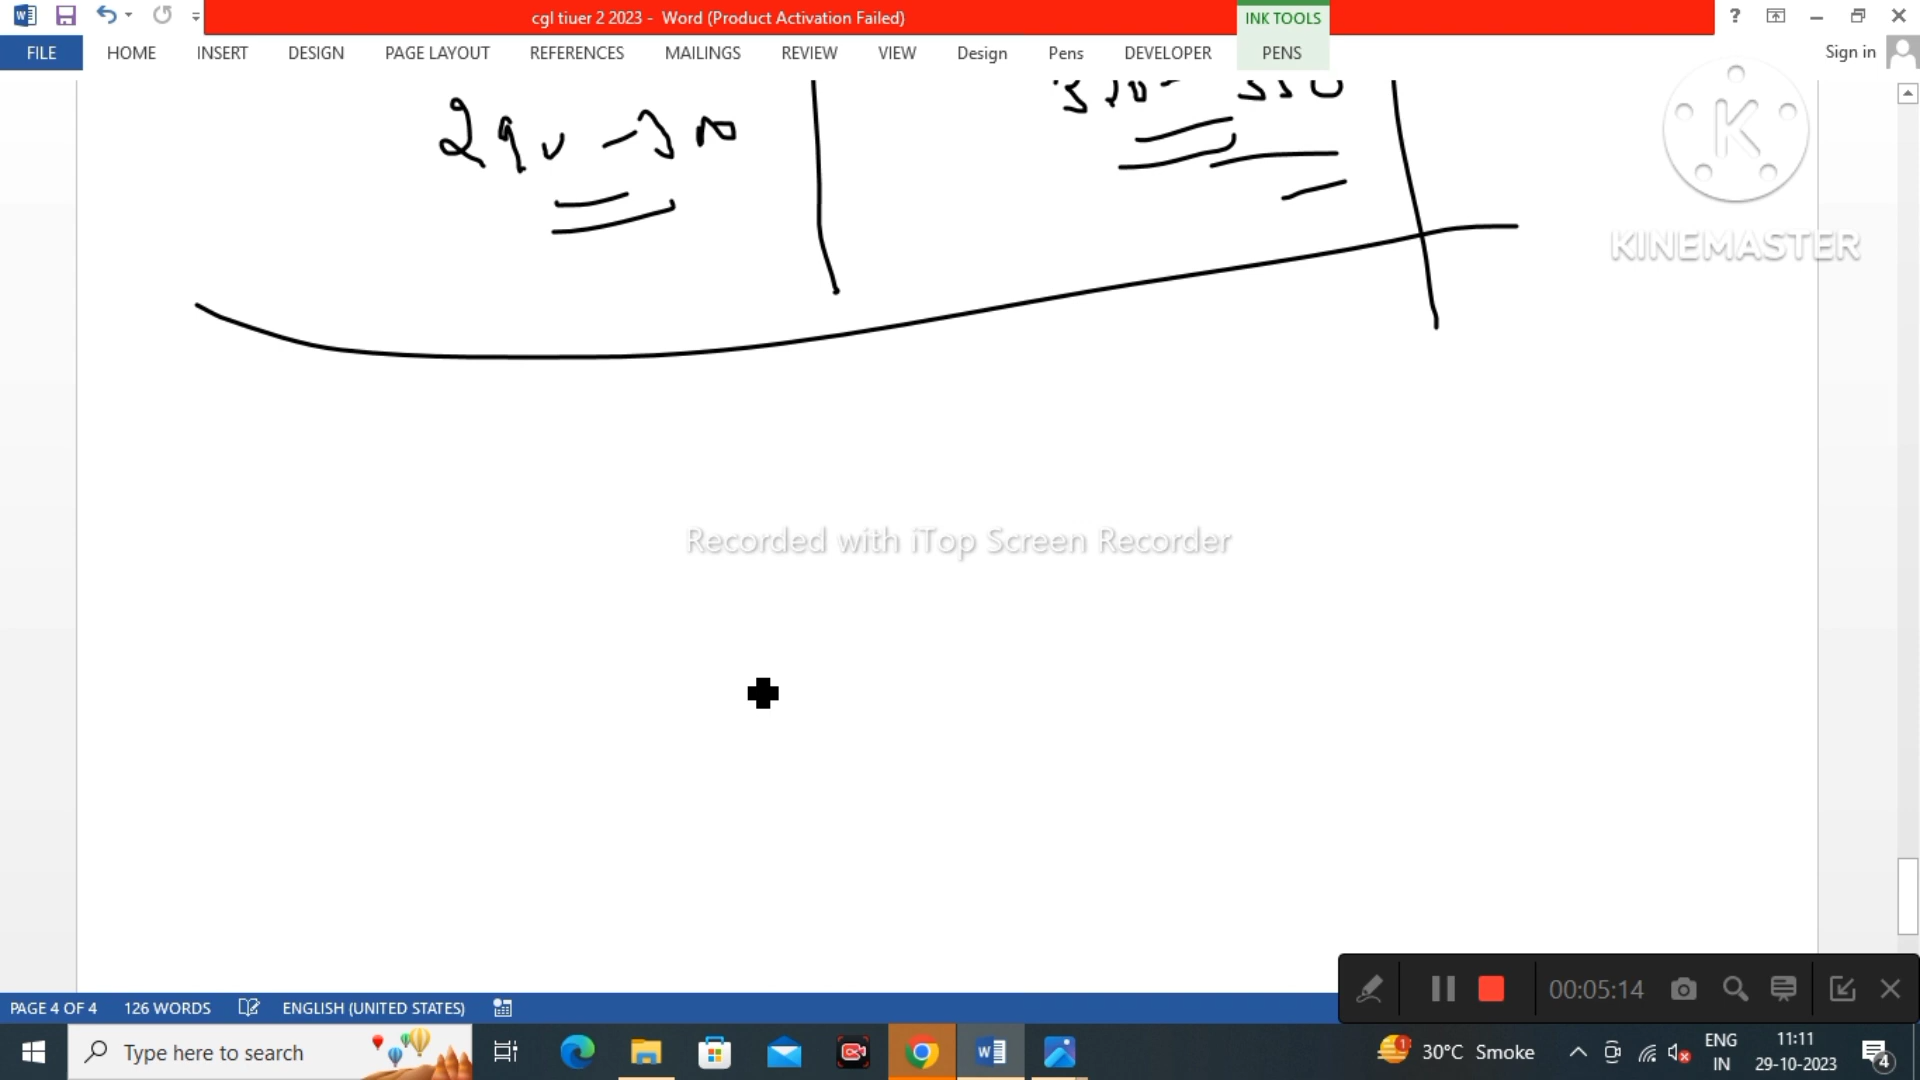 cgl tiuer 2 2023 - Word (Product Activation Failed)
INK TOOLS
?
FILE HOME INSERT DESIGN PAGE LAYOUT REFERENCES MAILINGS REVIEW VIEW Design Pens DEVELOPER PENS Sign in
K
KINEMASTER
290 - 300
Recorded with iTop Screen Recorder
00:05:14
PAGE 4 OF 4 126 WORDS ENGLISH (UNITED STATES)
Type here to search
30°C Smoke
ENG
IN
11:11
29-10-2023
4